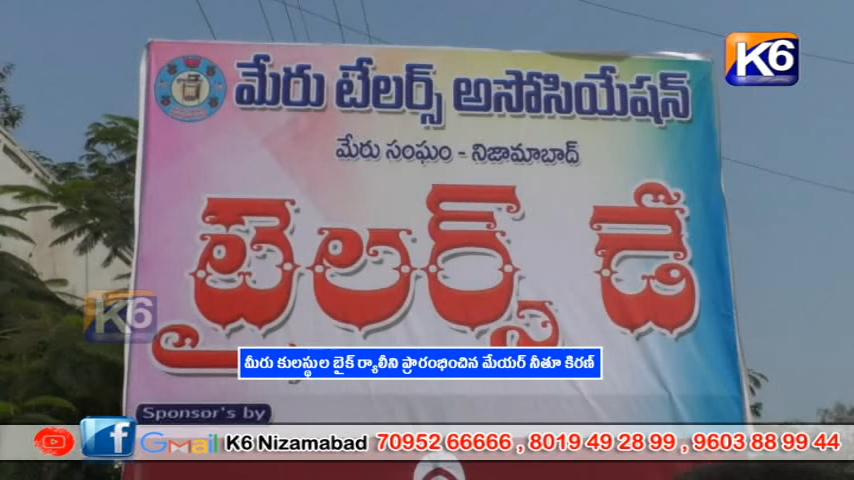 K6
మేరు టేలర్స్ అసోసియేషన్
మేరు సంఘం - నిజామాబాద్
టైలర్స్ డే
K6
మీరు కులస్థుల బైక్ ర్యాలీని ప్రారంభించిన మేయర్ నీతూ కిరణ్
Sponsor's by
Gmail K6 Nizamabad 70952 66666 , 8019 49 28 99 , 9603 88 99 44